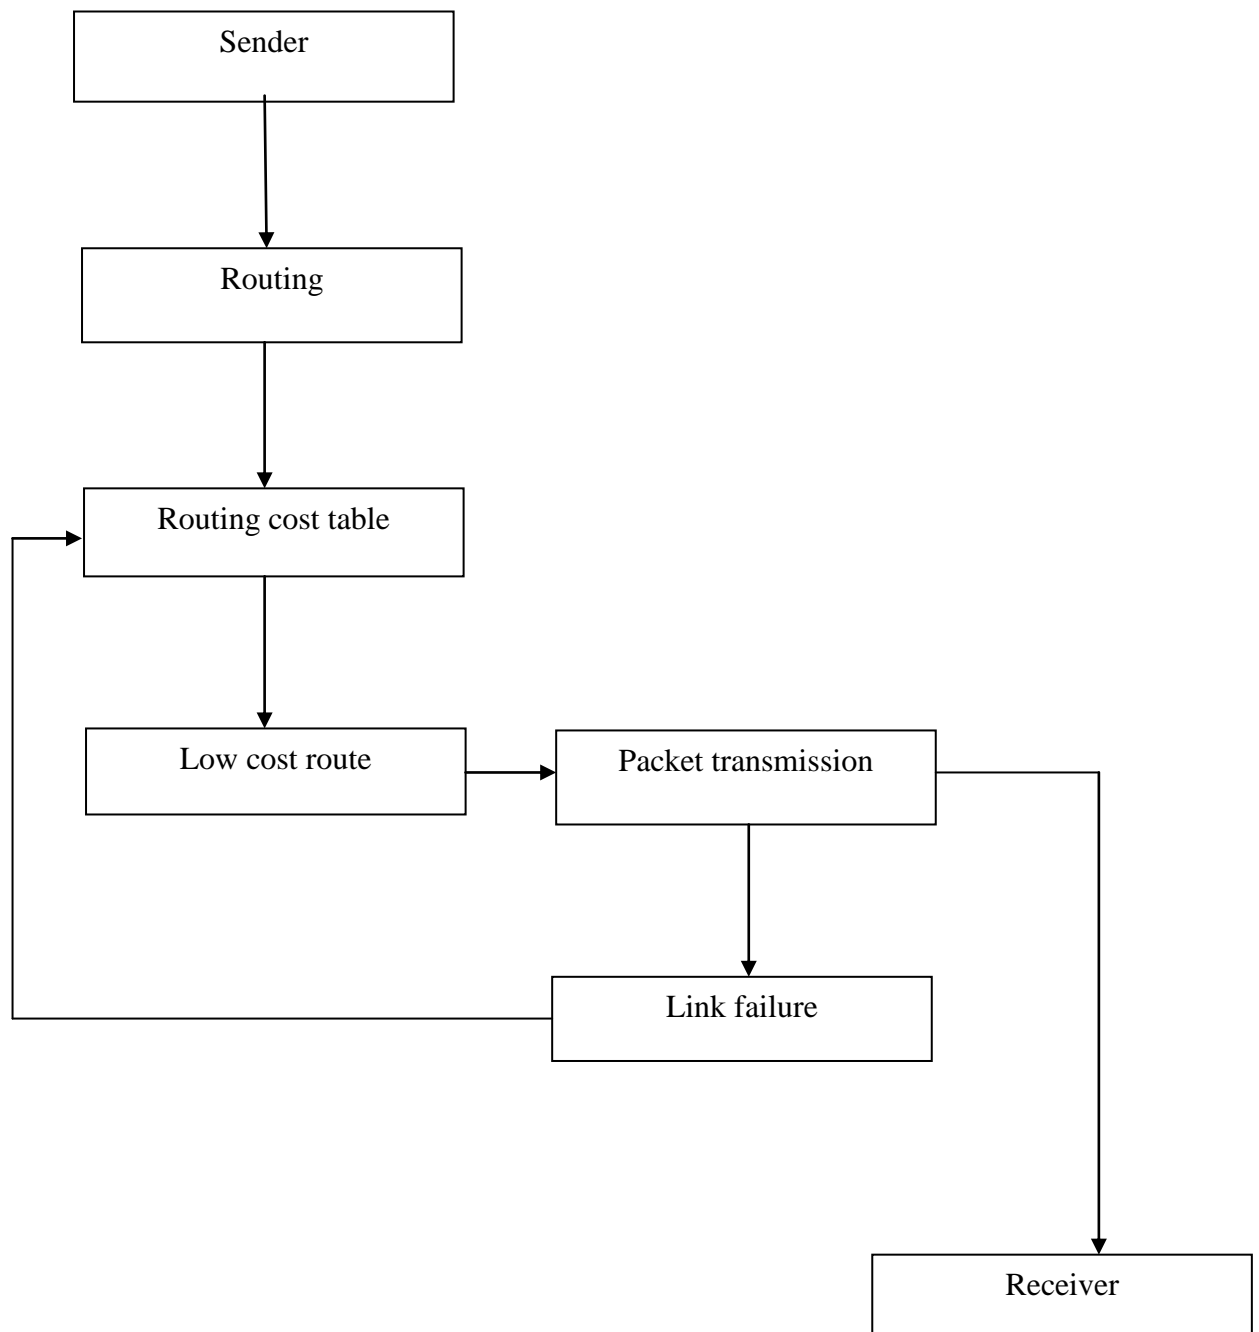 Sender
Routing
Routing cost table
Low cost route
Packet transmission
Link failure
Receiver